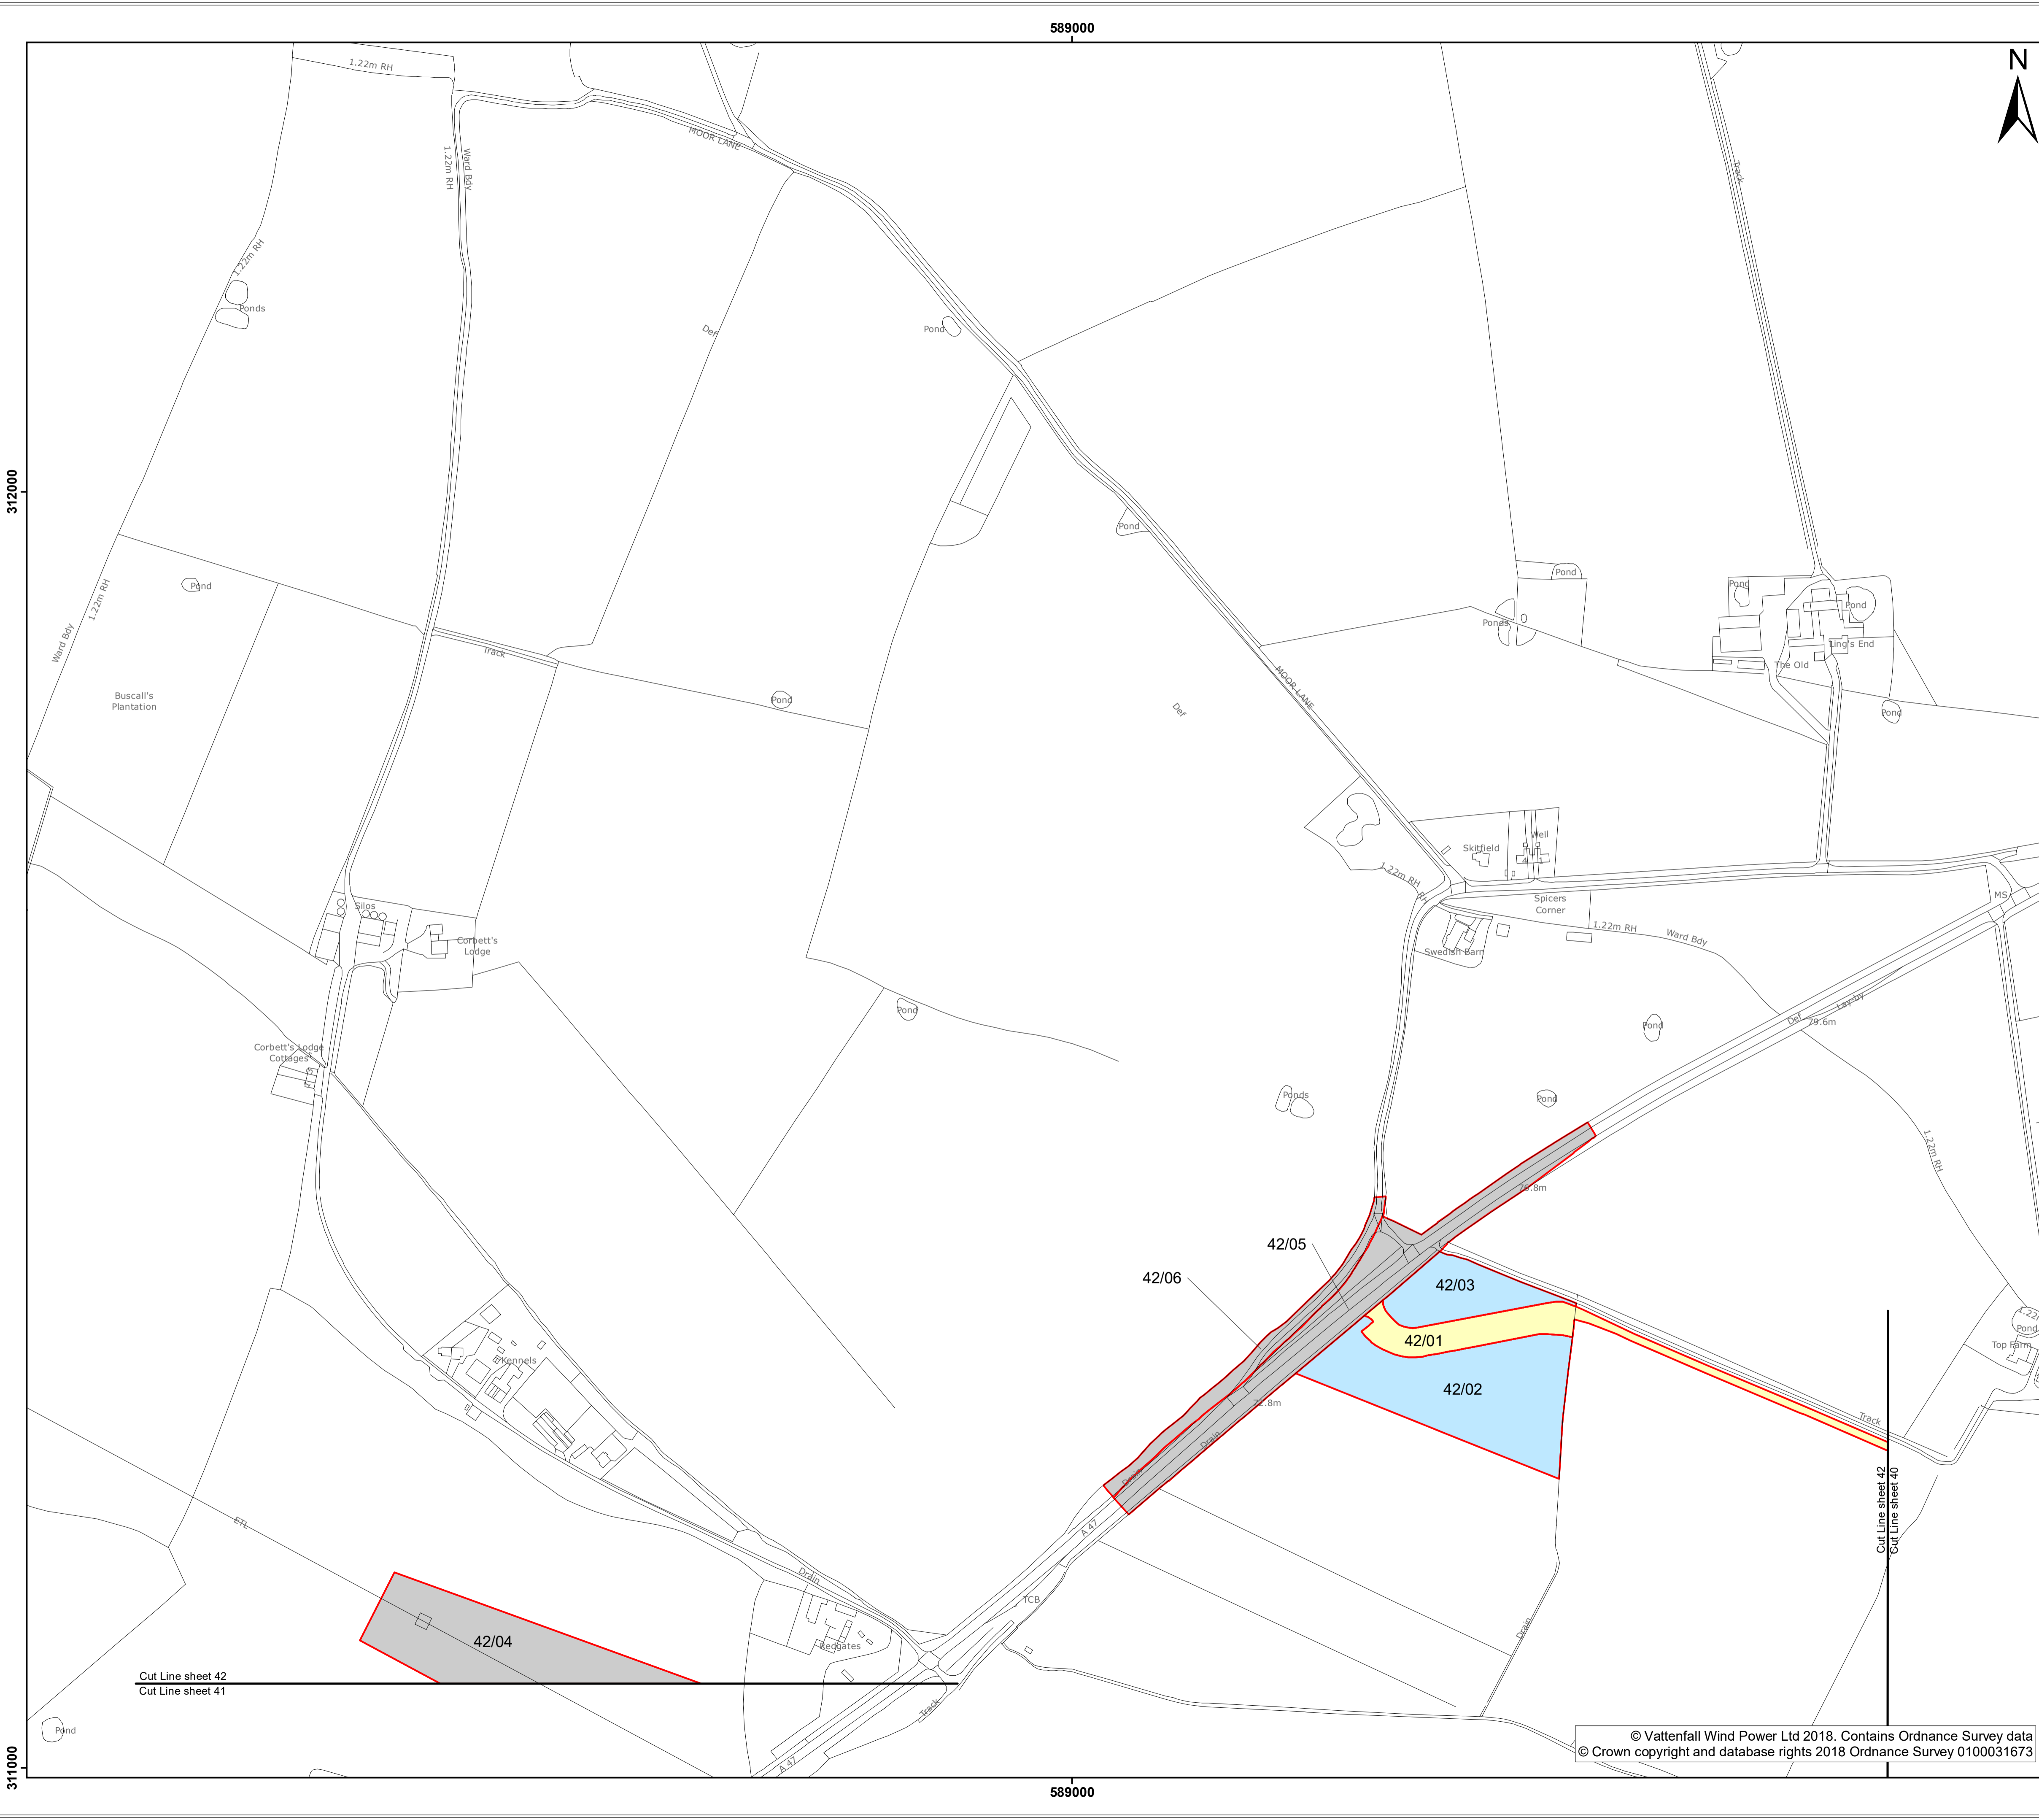 589000
N
1.22m RH
MOOR LANE
1.22m RH
Ward Bdy
Track
1.22m RH
Ponds
Def
Pond
312000
Pond
Pond
Pond
Pond
1.22m RH
Ponds
Pond
Ward Bdy
Track
Ling's End
The Old
Buscall's
Plantation
Pond
MOOR LANE
Def
Pond
Well
Skitfield
4
1
1.22m RH
RH
MS
Silos
Spicers
Corner
1.22m RH
Ward Bdy
Corbett's
Lodge
Swedish Barn
Lay-by
Pond
Def
79.6m
Pond
Corbett's Lodge
Cottages
Ponds
Pond
1.22m RH
42/05
42/06
42/03
42/01
Pond
Top Farm
Kennels
42/02
Track
Drain
Drain
Cut Line sheet 42
Cut Line sheet 40
ETL
A 47
Drain
TCB
Drain
42/04
Redgates
Cut Line sheet 42
Cut Line sheet 41
Track
Pond
A 47
311000
© Vattenfall Wind Power Ltd 2018. Contains Ordnance Survey data
© Crown copyright and database rights 2018 Ordnance Survey 0100031673
589000